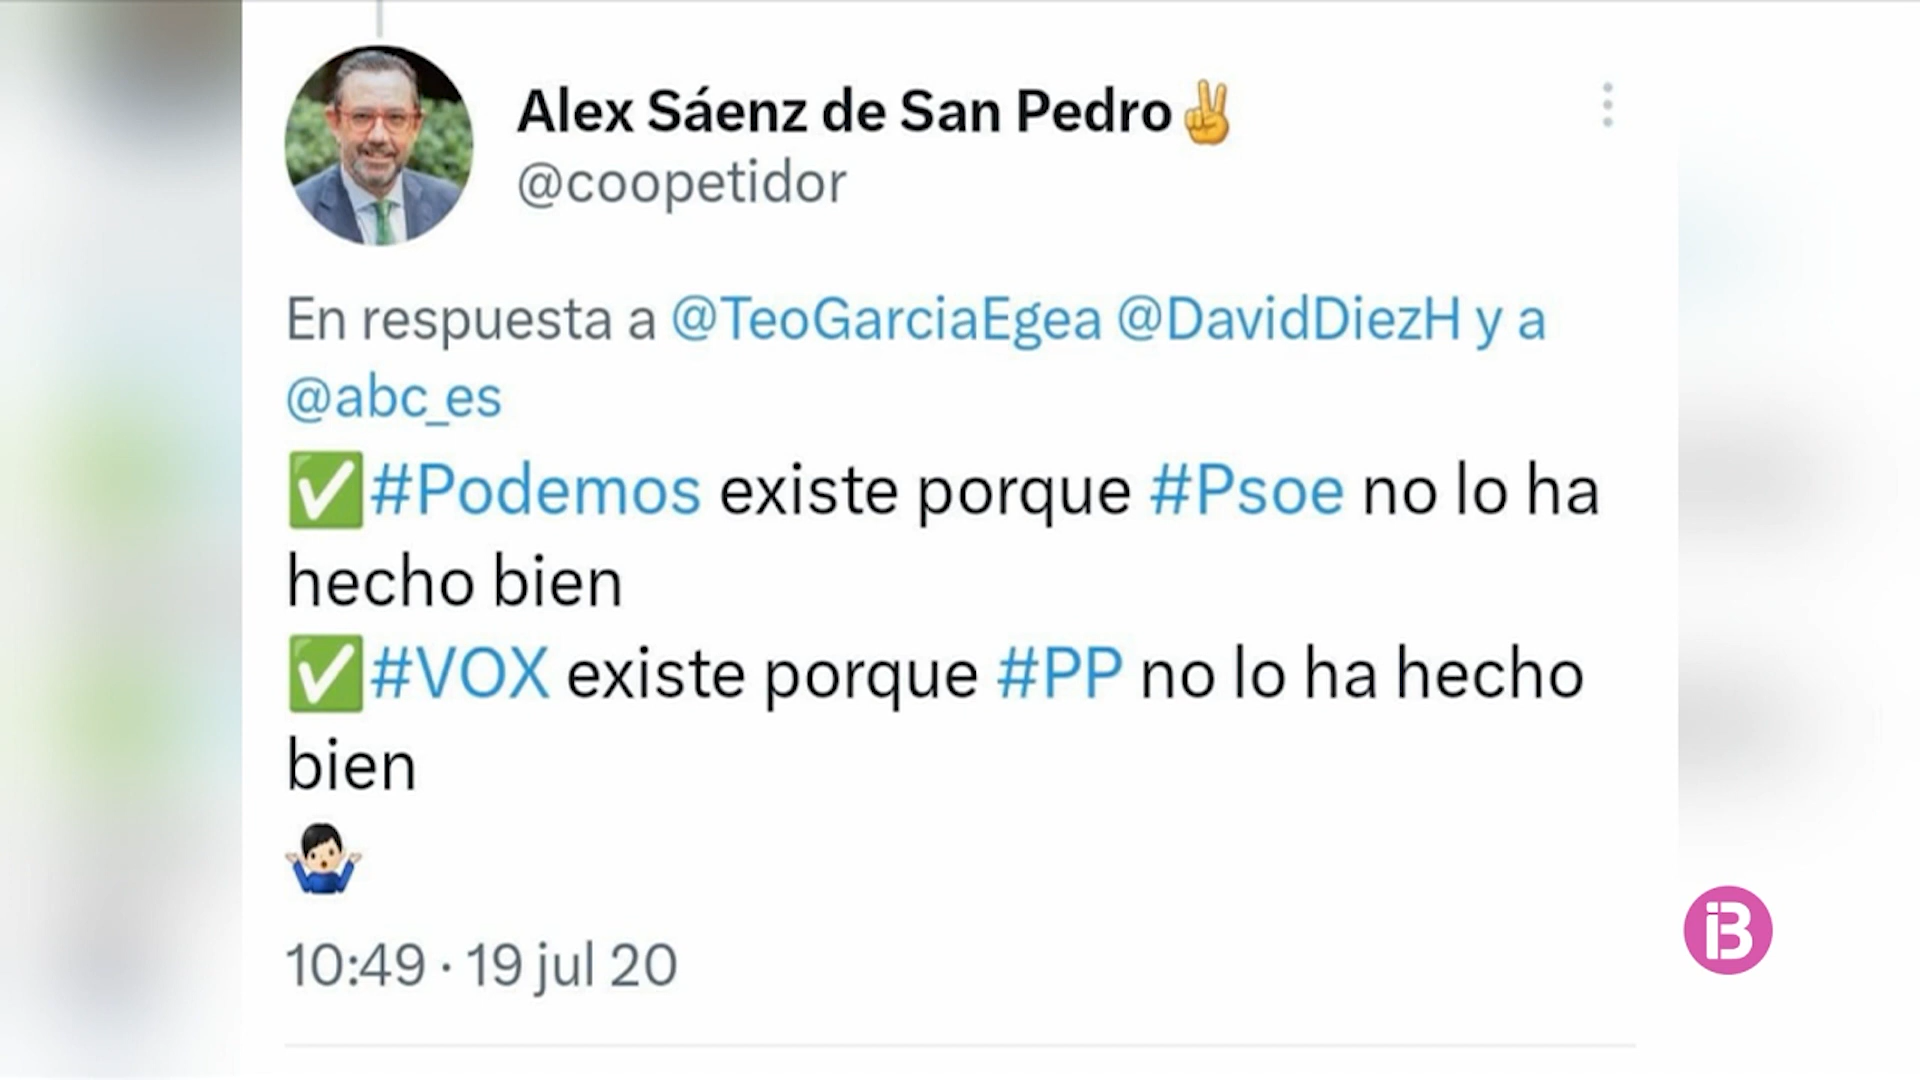 Alex Sáenz de San Pedro✌️
@coopetidor
En respuesta a @TeoGarciaEgea @DavidDiezH y a
@abc_es
✅#Podemos existe porque #Psoe no lo ha
hecho bien
✅#VOX existe porque #PP no lo ha hecho
bien
🤷🏻‍♂️
10:49 · 19 jul 20
iB